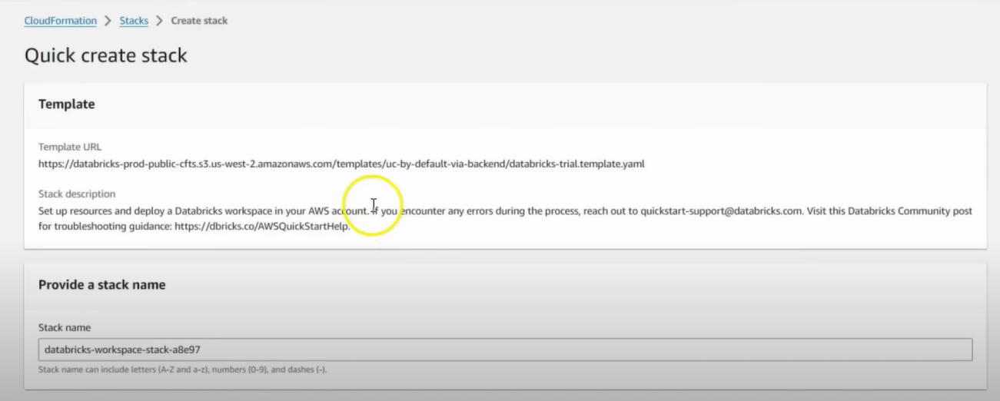 CloudFormation > Stacks > Create stack
Quick create stack
Template
Template URL
https://databricks-prod-public-cfts.s3.us-west-2.amazonaws.com/templates/uc-by-default-via-backend/databricks-trial.template.yaml
Stack description
Set up resources and deploy a Databricks workspace in your AWS account. If you encounter any errors during the process, reach out to quickstart-support@databricks.com. Visit this Databricks Community post
for troubleshooting guidance: https://dbricks.co/AWSQuickStartHelp.
Provide a stack name
Stack name
databricks-workspace-stack-a8e97
Stack name can include letters (A-Z and a-z), numbers (0-9), and dashes (-).